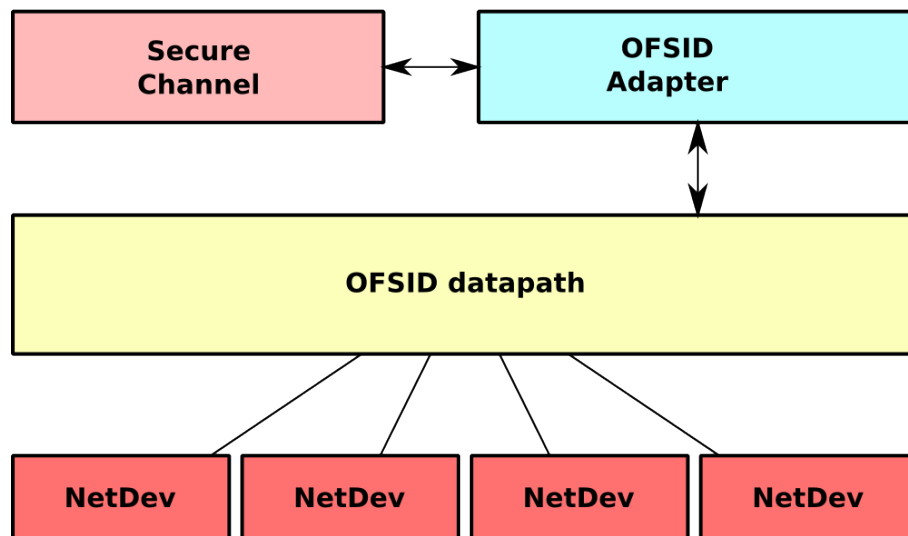 Secure
Channel
OFSID
Adapter
OFSID datapath
NetDev
NetDev
NetDev
NetDev